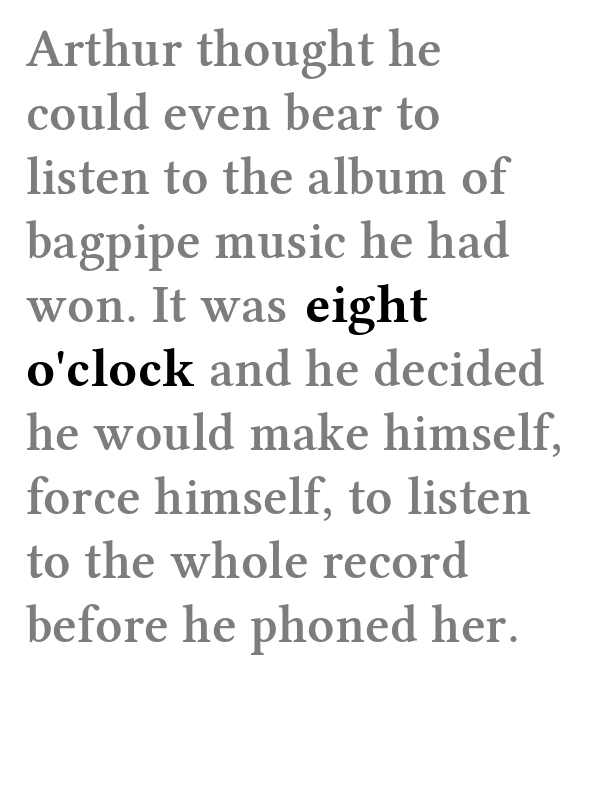 Arthur thought he
could even bear to
listen to the album of
bagpipe music he had
won. It was eight
o'clock and he decided
he would make himself,
force himself, to listen
to the whole record
before he phoned her.